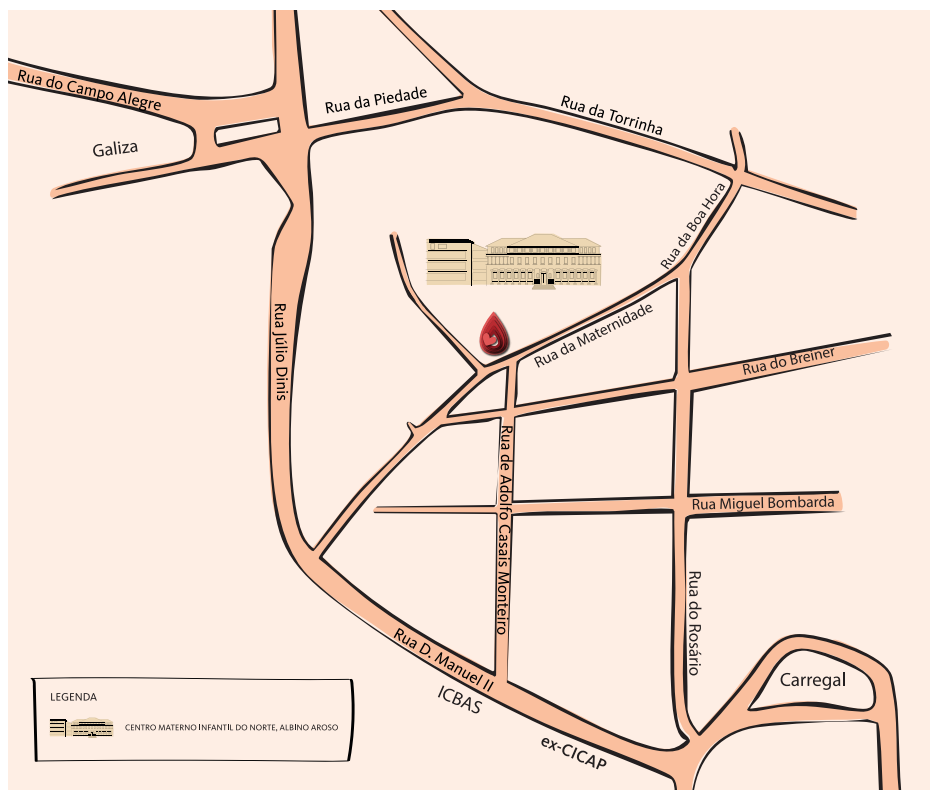 Rua do Campo Alegre
Rua da Piedade
Rua da Torrinha
Galiza
Rua da Boa Hora
Rua Júlio Dinis
Rua da Maternidade
Rua do Breiner
Rua de Adolfo Casais Monteiro
Rua Miguel Bombarda
Rua do Rosário
Rua D. Manuel II
ICBAS
Carregal
ex-CICAP
LEGENDA
CENTRO MATERNO INFANTIL DO NORTE, ALBINO AROSO